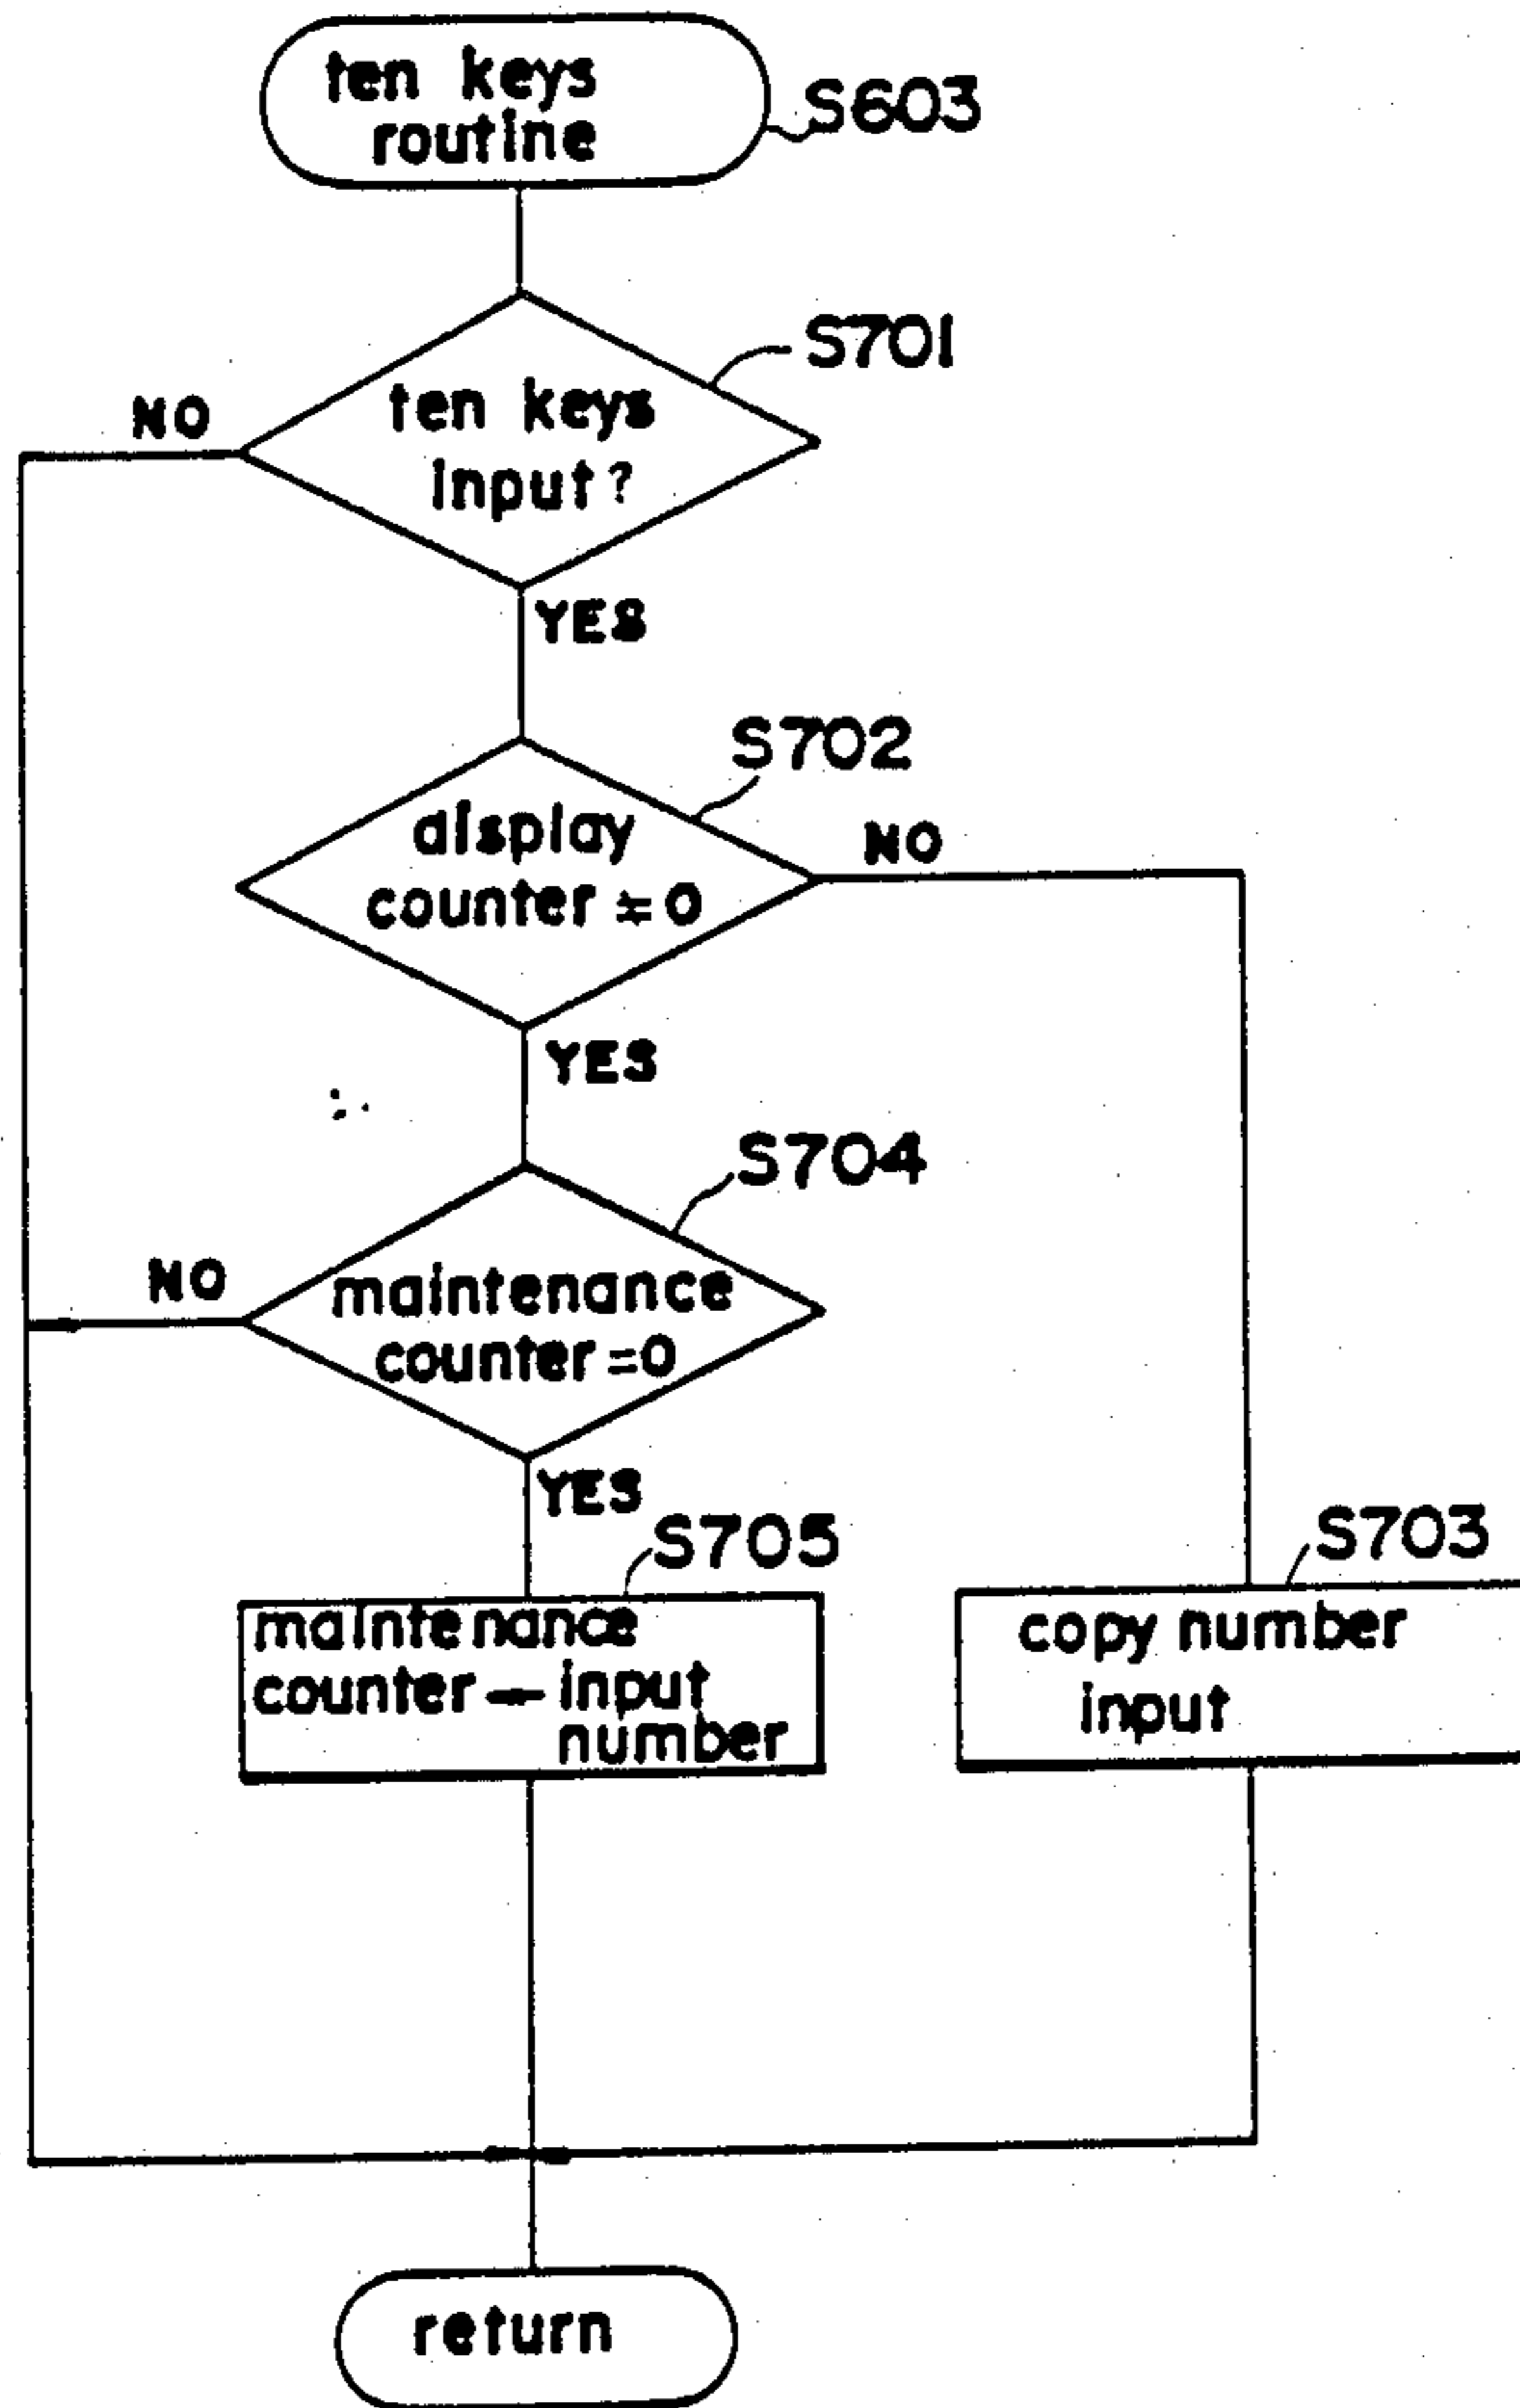 ten keys
routine
S603
S701
NO
ten keys
input?
YES
S702
display
counter ≠ 0
NO
YES
S704
NO
maintenance
counter = 0
YES
S705
maintenance
counter — input
number
S703
copy number
input
return